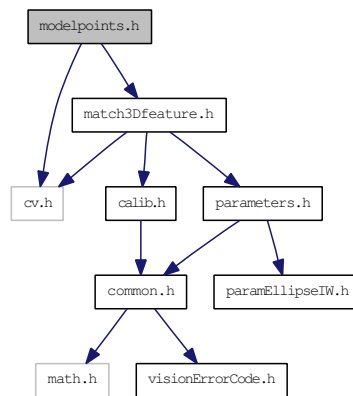 modelpoints.h
match3Dfeature.h
cv.h
calib.h
parameters.h
common.h
paramEllipseIW.h
math.h
visionErrorCode.h